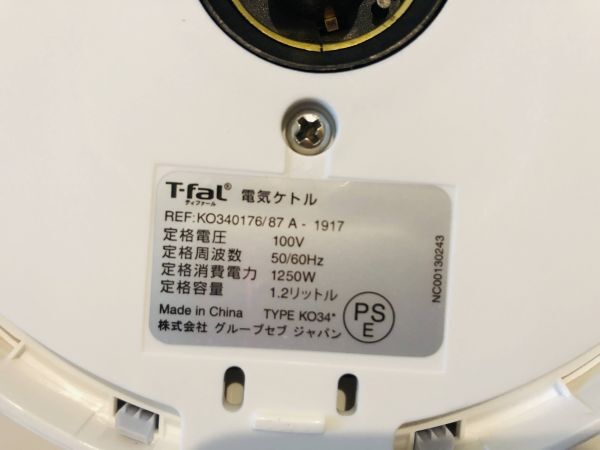 T-faL® 電気ケトル
ティファール
REF:KO340176/87 A - 1917
定格電圧 100V
定格周波数 50/60Hz
定格消費電力 1250W
定格容量 1.2リットル
Made in China TYPE KO34*
株式会社 グループセブ ジャパン
PS
E
NC00130243